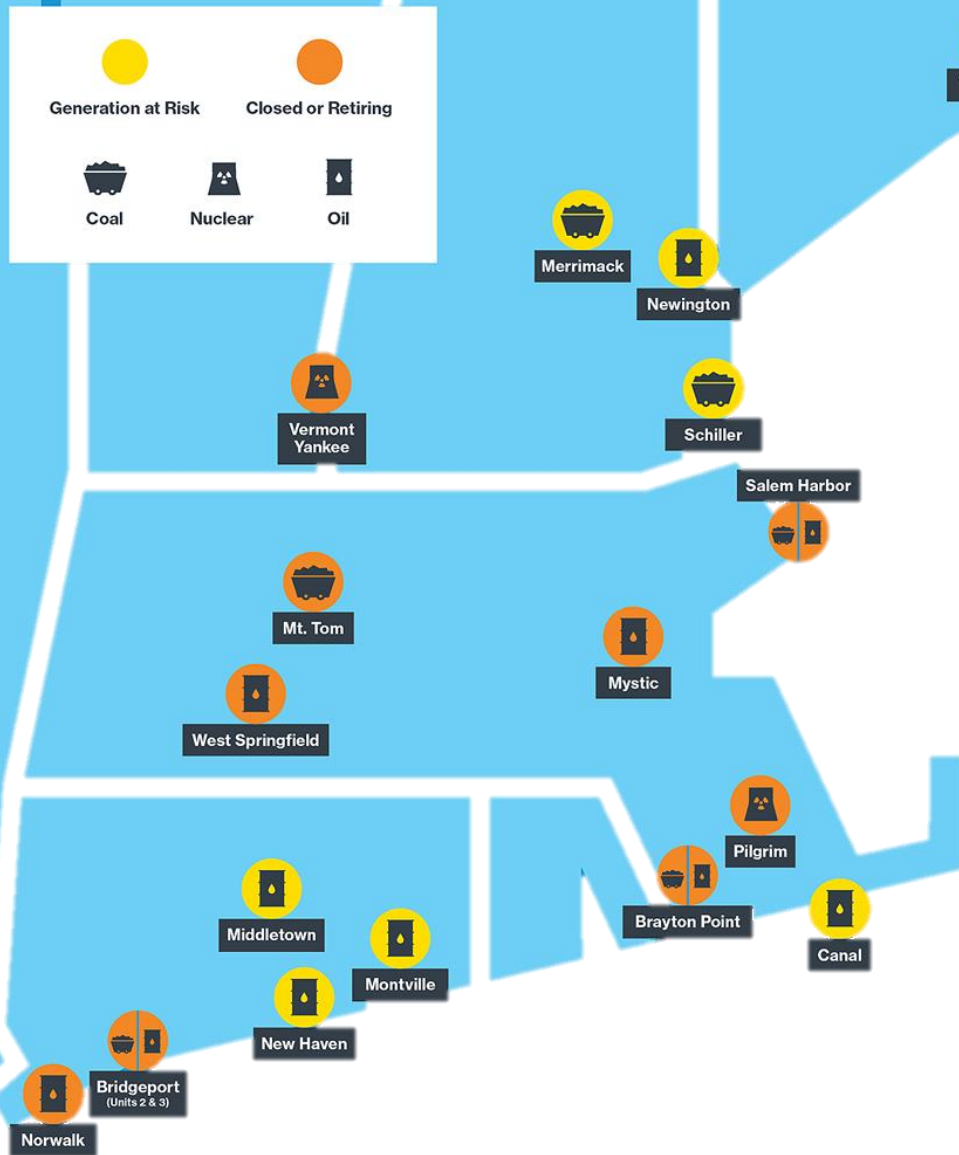 Generation at Risk
Closed or Retiring
Coal
Nuclear
Oil
Merrimack
Newington
Vermont
Yankee
Schiller
Salem Harbor
Mt. Tom
Mystic
West Springfield
Pilgrim
Brayton Point
Middletown
Canal
Montville
New Haven
Bridgeport
(Units 2 & 3)
Norwalk